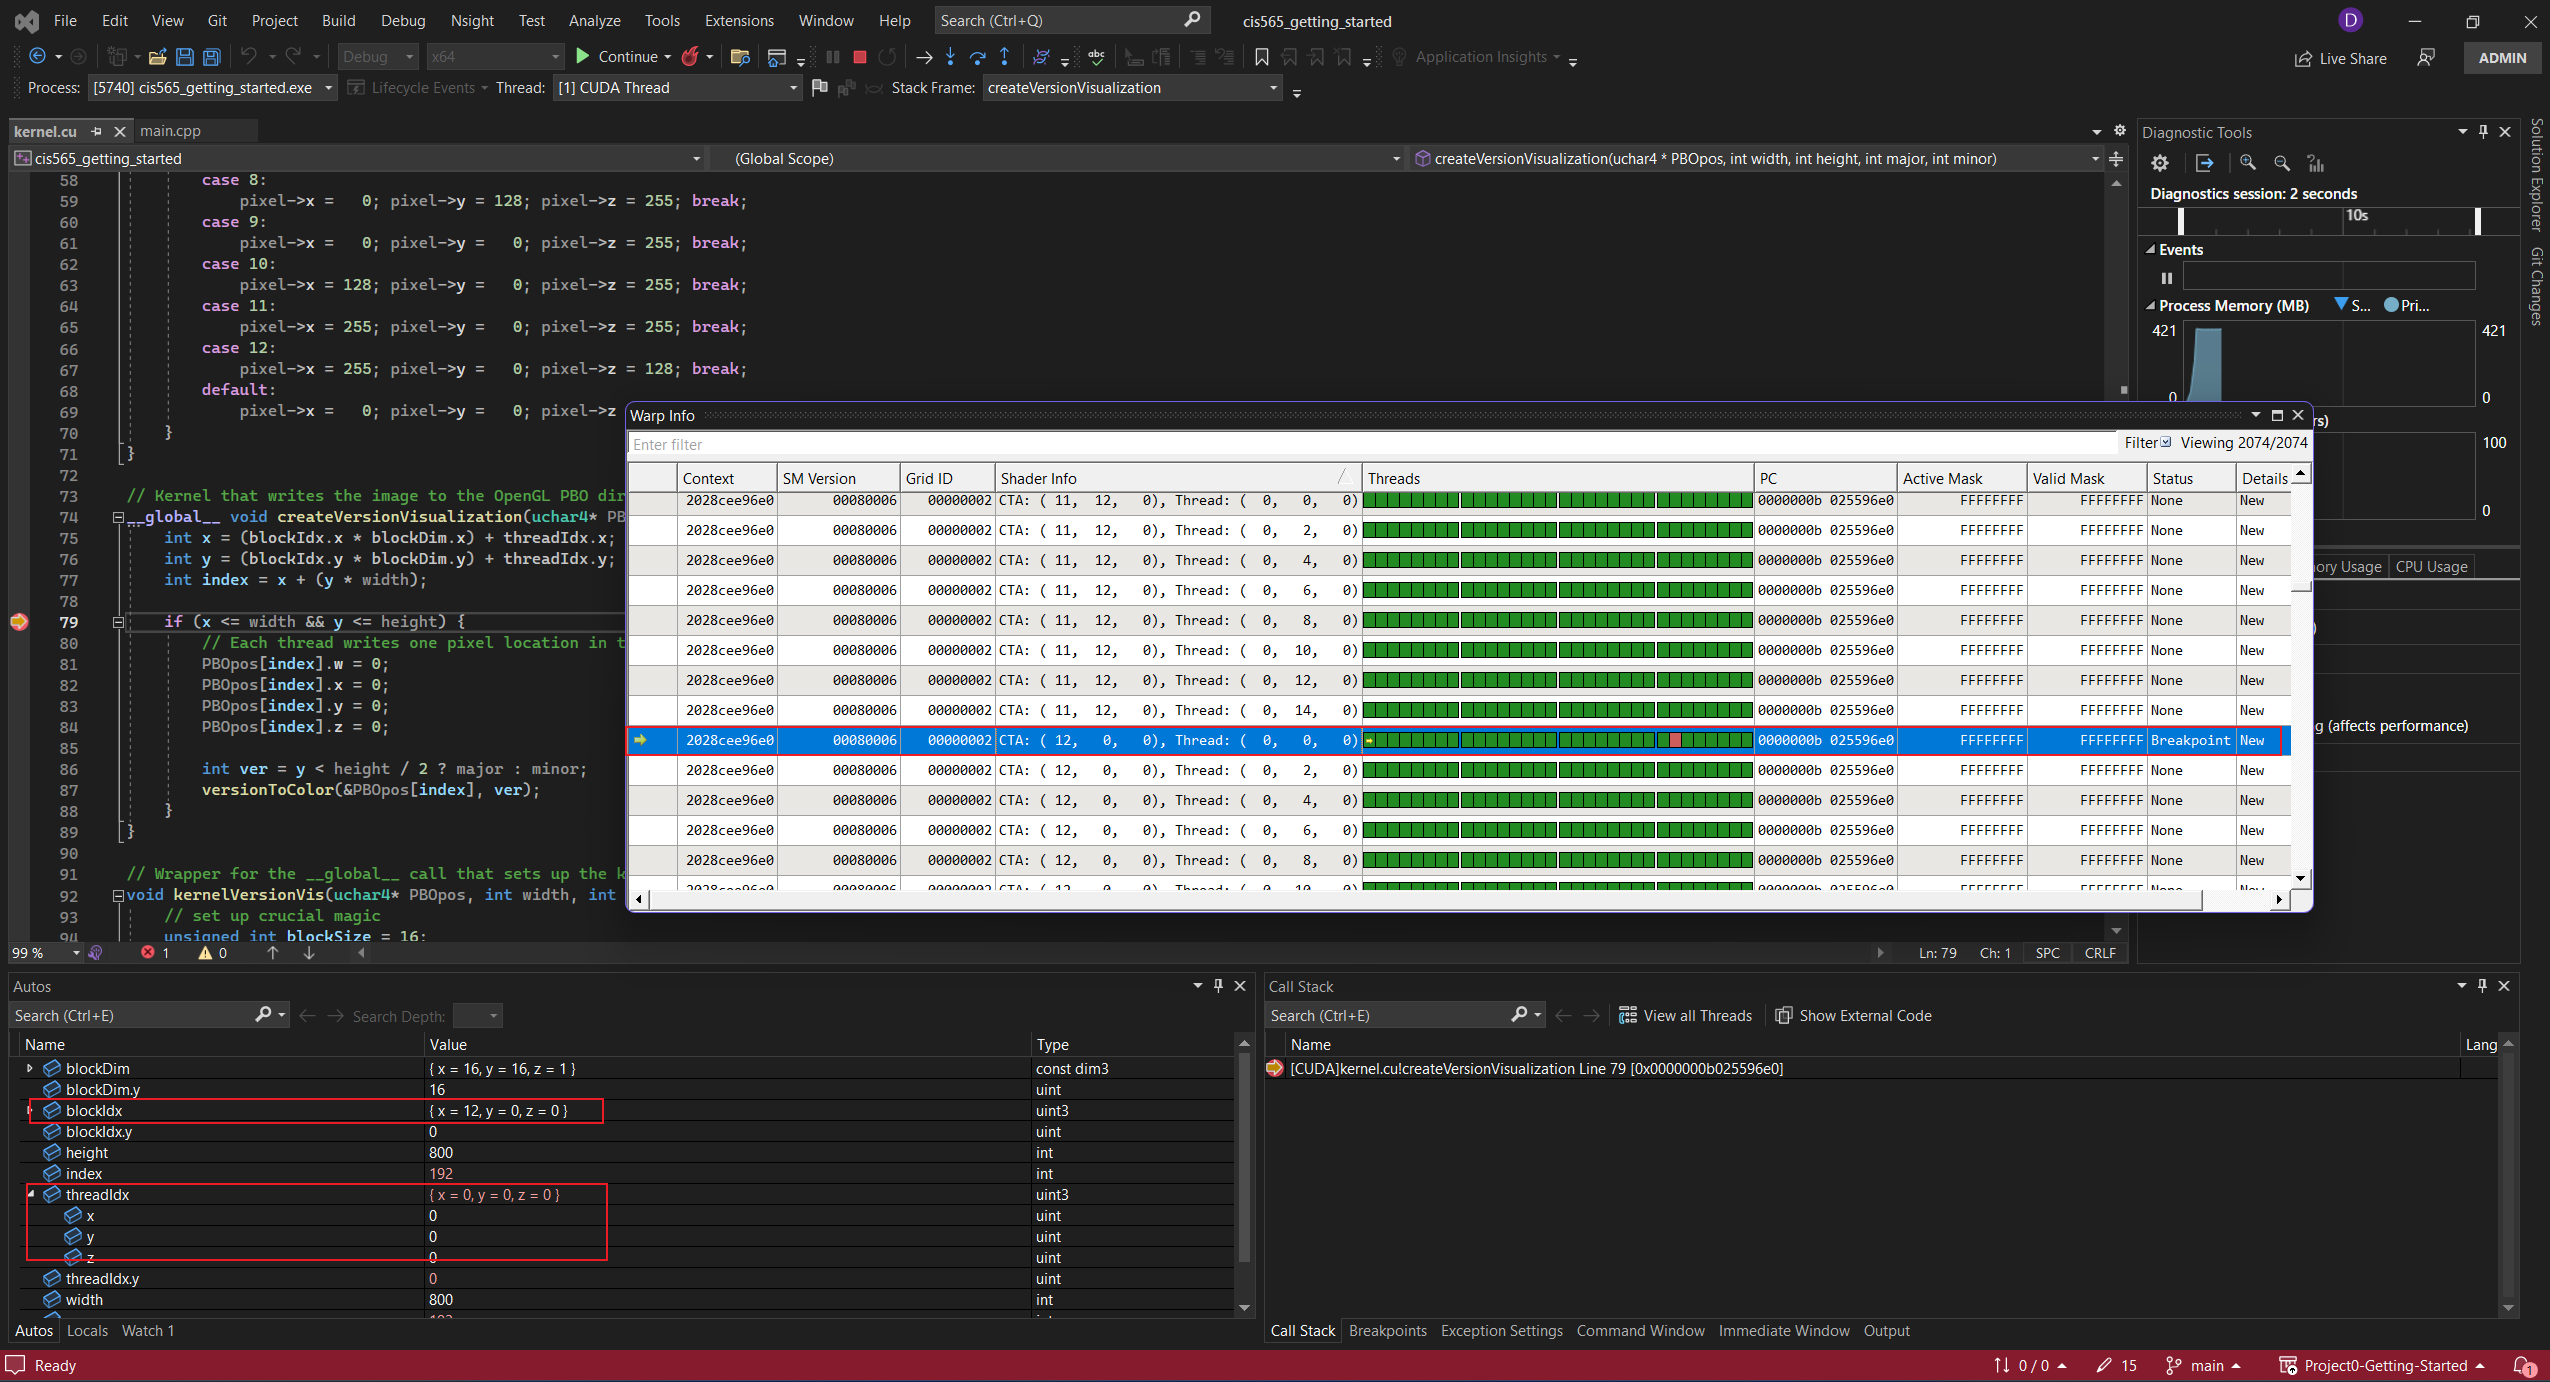 File Edit View Git Project Build Debug Nsight Test Analyze Tools Extensions Window Help Search (Ctrl+Q) cis565_getting_started D
Debug x64 Continue Application Insights Live Share ADMIN
Process: [5740] cis565_getting_started.exe Lifecycle Events Thread: [1] CUDA Thread Stack Frame: createVersionVisualization
kernel.cu main.cpp
cis565_getting_started (Global Scope) createVersionVisualization(uchar4 * PBOpos, int width, int height, int major, int minor)
58 case 8:
59 pixel->x =   0; pixel->y = 128; pixel->z = 255; break;
60 case 9:
61 pixel->x =   0; pixel->y =   0; pixel->z = 255; break;
62 case 10:
63 pixel->x = 128; pixel->y =   0; pixel->z = 255; break;
64 case 11:
65 pixel->x = 255; pixel->y =   0; pixel->z = 255; break;
66 case 12:
67 pixel->x = 255; pixel->y =   0; pixel->z = 128; break;
68 default:
69 pixel->x =   0; pixel->y =   0; pixel->z
70 }
71 }
72
73 // Kernel that writes the image to the OpenGL PBO dir
74 __global__ void createVersionVisualization(uchar4* PB
75 int x = (blockIdx.x * blockDim.x) + threadIdx.x;
76 int y = (blockIdx.y * blockDim.y) + threadIdx.y;
77 int index = x + (y * width);
78
79 if (x <= width && y <= height) {
80 // Each thread writes one pixel location in t
81 PBOpos[index].w = 0;
82 PBOpos[index].x = 0;
83 PBOpos[index].y = 0;
84 PBOpos[index].z = 0;
85
86 int ver = y < height / 2 ? major : minor;
87 versionToColor(&PBOpos[index], ver);
88 }
89 }
90
91 // Wrapper for the __global__ call that sets up the k
92 void kernelVersionVis(uchar4* PBOpos, int width, int
93 // set up crucial magic
94 unsigned int blockSize = 16;
99 % 1 0 Ln: 79 Ch: 1 SPC CRLF
Warp Info
Enter filter Filter Viewing 2074/2074
Context SM Version Grid ID Shader Info Threads PC Active Mask Valid Mask Status Details
2028cee96e0 00080006 00000002 CTA: ( 11, 12, 0), Thread: ( 0, 0, 0) 0000000b 025596e0 FFFFFFFF FFFFFFFF None New
2028cee96e0 00080006 00000002 CTA: ( 11, 12, 0), Thread: ( 0, 2, 0) 0000000b 025596e0 FFFFFFFF FFFFFFFF None New
2028cee96e0 00080006 00000002 CTA: ( 11, 12, 0), Thread: ( 0, 4, 0) 0000000b 025596e0 FFFFFFFF FFFFFFFF None New
2028cee96e0 00080006 00000002 CTA: ( 11, 12, 0), Thread: ( 0, 6, 0) 0000000b 025596e0 FFFFFFFF FFFFFFFF None New
2028cee96e0 00080006 00000002 CTA: ( 11, 12, 0), Thread: ( 0, 8, 0) 0000000b 025596e0 FFFFFFFF FFFFFFFF None New
2028cee96e0 00080006 00000002 CTA: ( 11, 12, 0), Thread: ( 0, 10, 0) 0000000b 025596e0 FFFFFFFF FFFFFFFF None New
2028cee96e0 00080006 00000002 CTA: ( 11, 12, 0), Thread: ( 0, 12, 0) 0000000b 025596e0 FFFFFFFF FFFFFFFF None New
2028cee96e0 00080006 00000002 CTA: ( 11, 12, 0), Thread: ( 0, 14, 0) 0000000b 025596e0 FFFFFFFF FFFFFFFF None New
2028cee96e0 00080006 00000002 CTA: ( 12, 0, 0), Thread: ( 0, 0, 0) 0000000b 025596e0 FFFFFFFF FFFFFFFF Breakpoint New
2028cee96e0 00080006 00000002 CTA: ( 12, 0, 0), Thread: ( 0, 2, 0) 0000000b 025596e0 FFFFFFFF FFFFFFFF None New
2028cee96e0 00080006 00000002 CTA: ( 12, 0, 0), Thread: ( 0, 4, 0) 0000000b 025596e0 FFFFFFFF FFFFFFFF None New
2028cee96e0 00080006 00000002 CTA: ( 12, 0, 0), Thread: ( 0, 6, 0) 0000000b 025596e0 FFFFFFFF FFFFFFFF None New
2028cee96e0 00080006 00000002 CTA: ( 12, 0, 0), Thread: ( 0, 8, 0) 0000000b 025596e0 FFFFFFFF FFFFFFFF None New
Diagnostic Tools
Diagnostics session: 2 seconds
10s
Events
Process Memory (MB) S... Pri...
421 421
0 0
rs)
100
0
ory Usage CPU Usage
g (affects performance)
Solution Explorer
Git Changes
Autos
Search (Ctrl+E) Search Depth:
Name Value Type
blockDim { x = 16, y = 16, z = 1 } const dim3
blockDim.y 16 uint
blockIdx { x = 12, y = 0, z = 0 } uint3
blockIdx.y 0 uint
height 800 int
index 192 int
threadIdx { x = 0, y = 0, z = 0 } uint3
x 0 uint
y 0 uint
z 0 uint
threadIdx.y 0 uint
width 800 int
Autos Locals Watch 1
Call Stack
Search (Ctrl+E) View all Threads Show External Code
Name Lang
[CUDA]kernel.cu!createVersionVisualization Line 79 [0x0000000b025596e0]
Call Stack Breakpoints Exception Settings Command Window Immediate Window Output
Ready 0 / 0 15 main Project0-Getting-Started 1